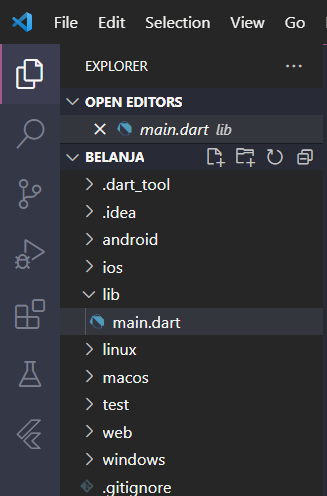 File Edit Selection View Go
EXPLORER
OPEN EDITORS
main.dart lib
BELANJA
.dart_tool
.idea
android
ios
lib
main.dart
linux
macos
test
web
windows
.gitignore